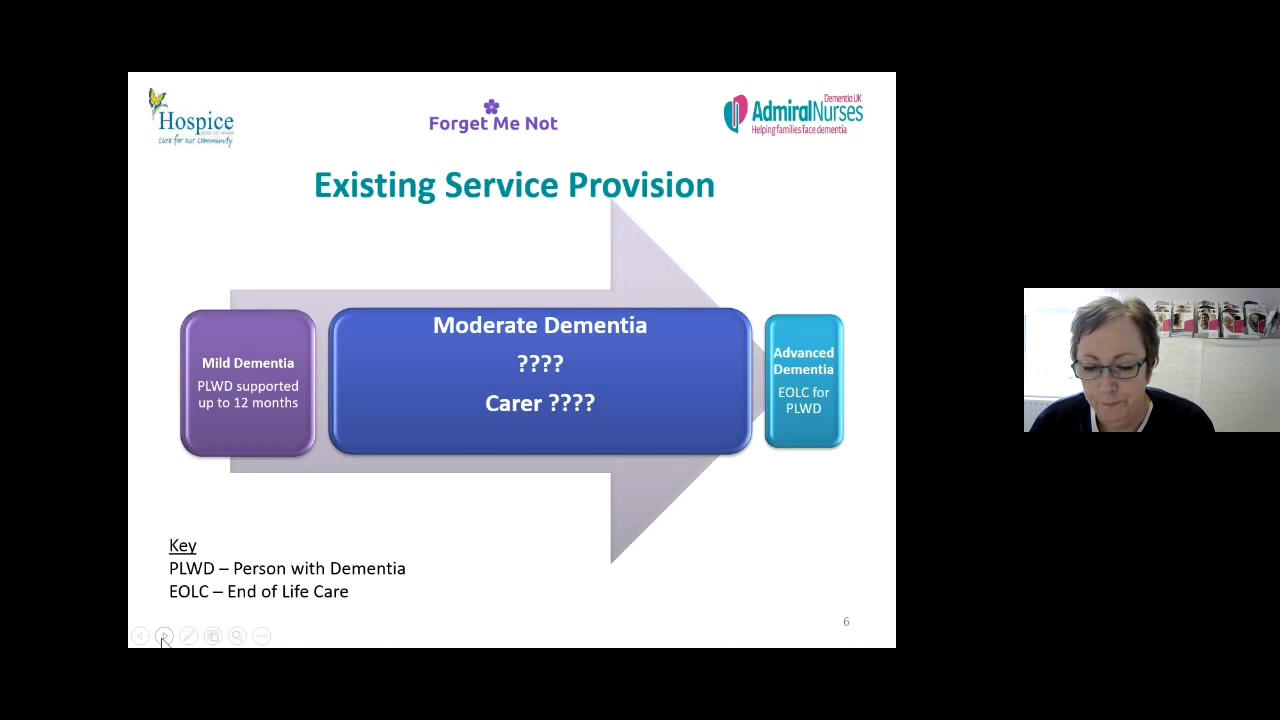 Hospice
care for our community
Forget Me Not
Dementia UK
AdmiralNurses
Helping families face dementia
Existing Service Provision
Mild Dementia
PLWD supported
up to 12 months
Moderate Dementia
????
Carer ????
Advanced
Dementia
EOLC for
PLWD
Key
PLWD – Person with Dementia
EOLC – End of Life Care
6